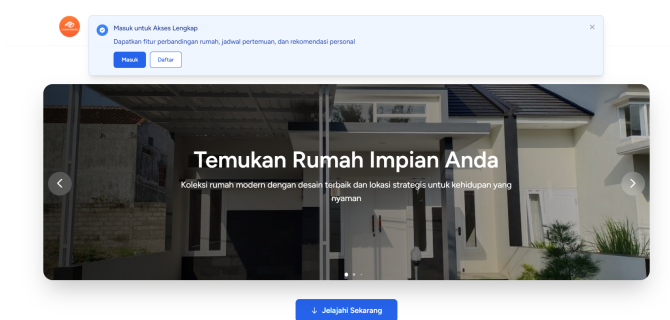 Masuk untuk Akses Lengkap
Dapatkan fitur perbandingan rumah, jadwal pertemuan, dan rekomendasi personal
Masuk
Daftar
Temukan Rumah Impian Anda
Koleksi rumah modern dengan desain terbaik dan lokasi strategis untuk kehidupan yang
nyaman
Jelajahi Sekarang